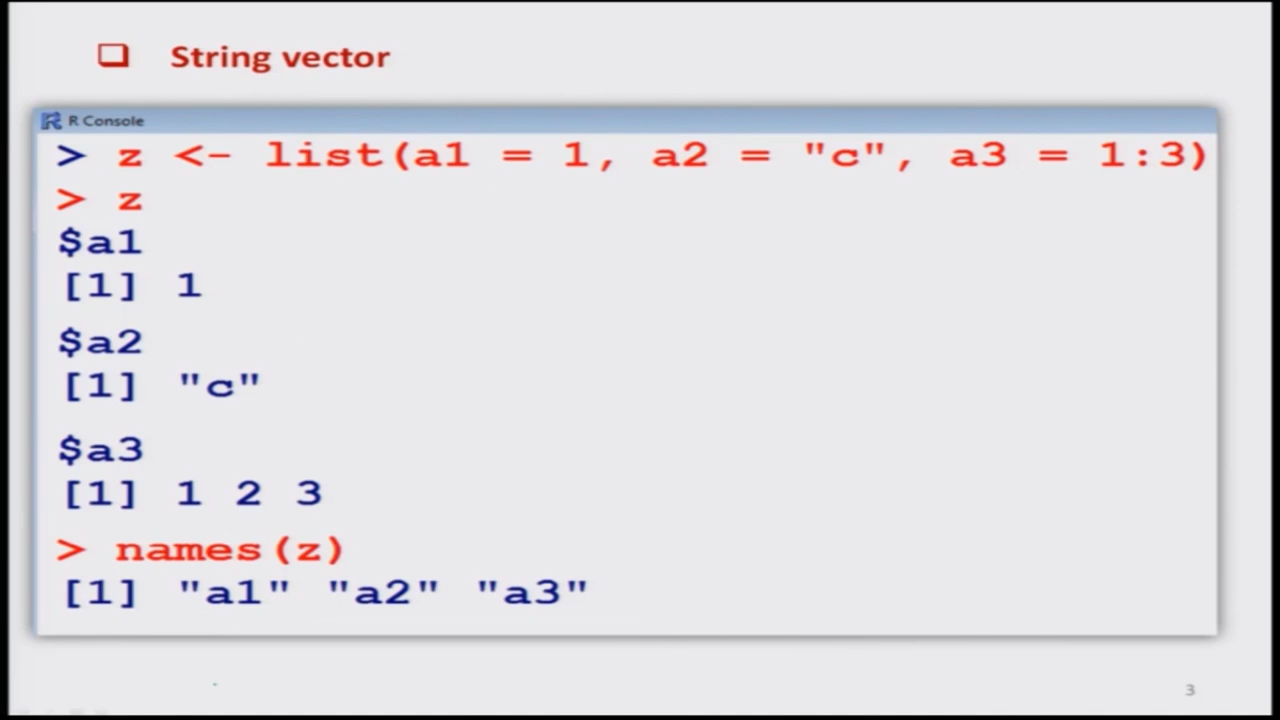 String vector
R Console
> z <- list(a1 = 1, a2 = "c", a3 = 1:3)
> z
$a1
[1] 1
$a2
[1] "c"
$a3
[1] 1 2 3
> names(z)
[1] "a1" "a2" "a3"
3